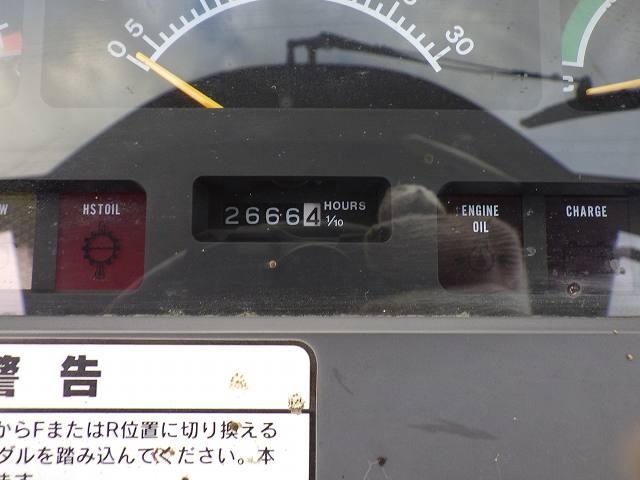 0 5 30
HSTOIL
26664 HOURS
1/10
ENGINE
OIL
CHARGE
警告
からFまたはR位置に切り換える
ダルを踏み込んでください。本
ます